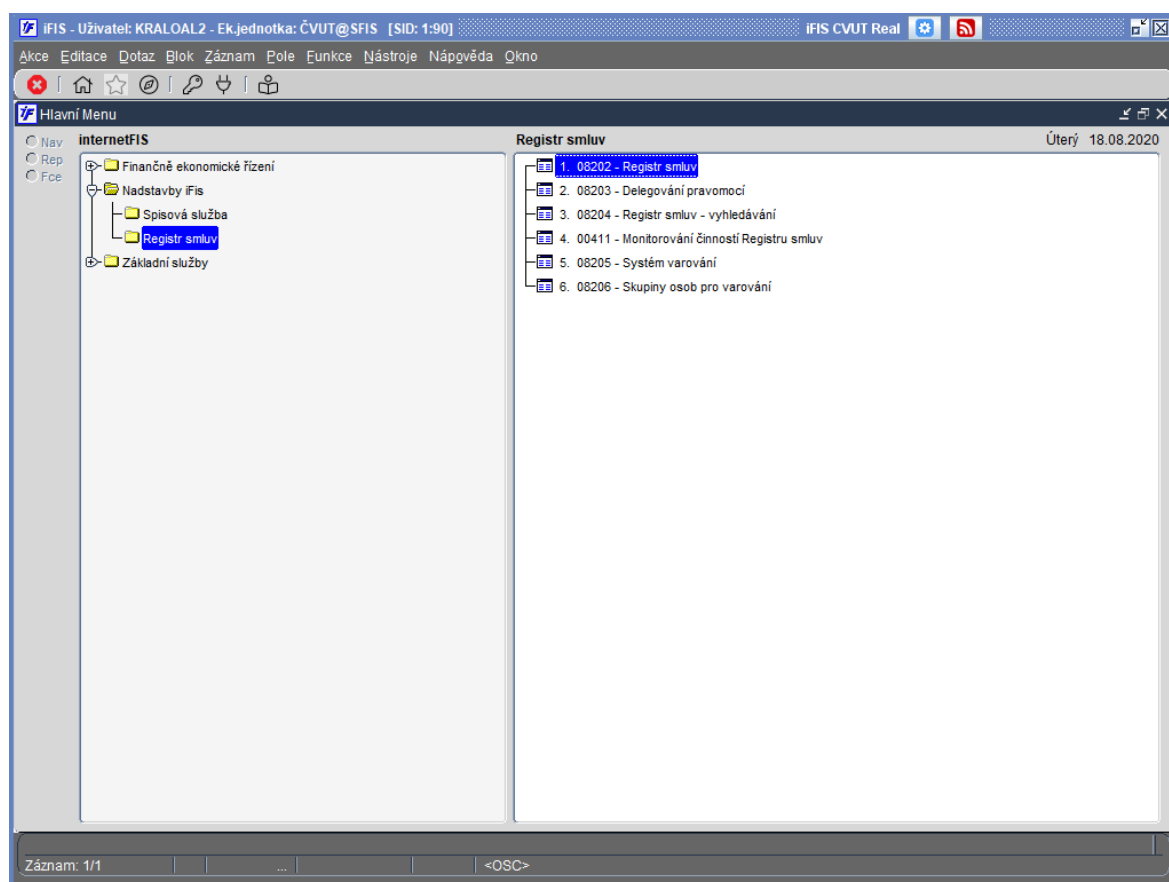 iFIS - Uživatel: KRALOAL2 - Ek.jednotka: ČVUT@SFIS [SID: 1:90] iFIS CVUT Real
Akce Editace Dotaz Blok Záznam Pole Funkce Nástroje Nápověda Okno
Hlavní Menu
Nav
Rep
Fce
internetFIS
Finančně ekonomické řízení
Nadstavby iFis
Spisová služba
Registr smluv
Základní služby
Registr smluv Úterý 18.08.2020
1. 08202 - Registr smluv
2. 08203 - Delegování pravomocí
3. 08204 - Registr smluv - vyhledávání
4. 00411 - Monitorování činností Registru smluv
5. 08205 - Systém varování
6. 08206 - Skupiny osob pro varování
Záznam: 1/1 ... <OSC>